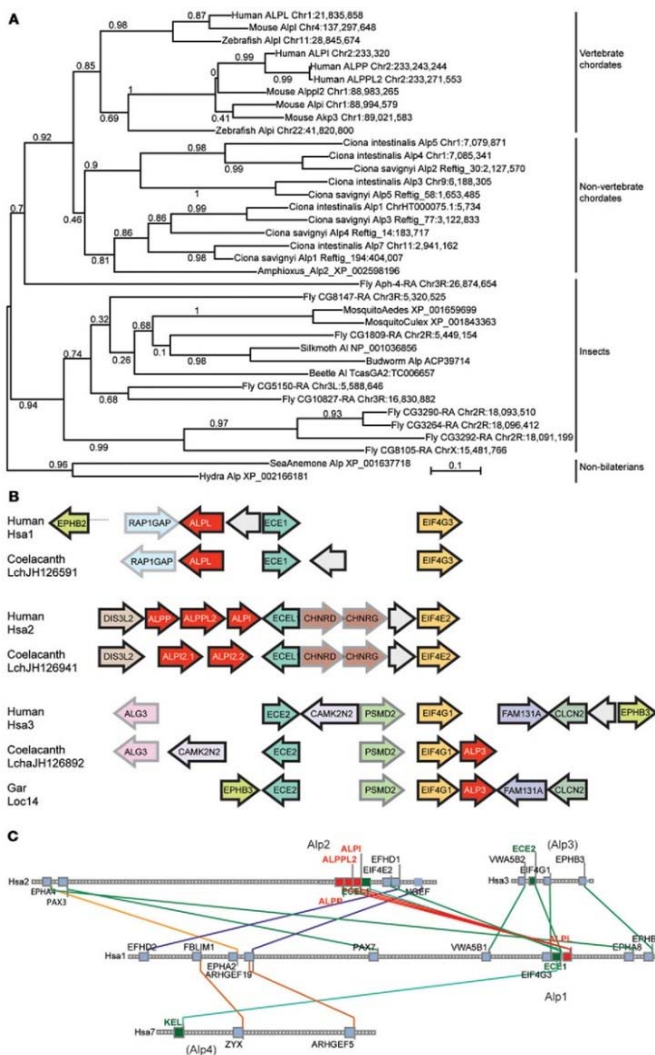 A
Human ALPL Chr1:21,835,858
Mouse Alpl Chr4:137,297,648
Zebrafish Alpl Chr11:28,845,674
Human ALPI Chr2:233,320
Human ALPP Chr2:233,243,244
Human ALPPL2 Chr2:233,271,553
Mouse Alppl2 Chr1:88,983,265
Mouse Alpi Chr1:88,994,579
Mouse Akp3 Chr1:89,021,583
Zebrafish Alpi Chr22:41,820,800
Vertebrate
chordates
Ciona intestinalis Alp5 Chr1:7,079,871
Ciona intestinalis Alp4 Chr1:7,085,341
Ciona savignyi Alp2 Reftig_30:2,127,570
Ciona intestinalis Alp3 Chr9:6,188,305
Ciona savignyi Alp5 Reftig_58:1,653,485
Ciona intestinalis Alp1 ChrHT000075.1:5,734
Ciona savignyi Alp3 Reftig_77:3,122,833
Ciona savignyi Alp4 Reftig_14:183,717
Ciona intestinalis Alp7 Chr11:2,941,162
Ciona savignyi Alp1 Reftig_194:404,007
Amphioxus_Alp2_XP_002598196
Non-vertebrate
chordates
Fly Aph-4-RA Chr3R:26,874,654
Fly CG8147-RA Chr3R:5,320,525
MosquitoAedes XP_001659699
MosquitoCulex XP_001843363
Fly CG1809-RA Chr2R:5,449,154
Silkmoth Al NP_001036856
Budworm Alp ACP39714
Beetle Al TcasGA2:TC006657
Fly CG5150-RA Chr3L:5,588,646
Fly CG10827-RA Chr3R:16,830,882
Fly CG3290-RA Chr2R:18,093,510
Fly CG3264-RA Chr2R:18,096,412
Fly CG3292-RA Chr2R:18,091,199
Fly CG8105-RA ChrX:15,481,766
Insects
SeaAnemone Alp XP_001637718
Hydra Alp XP_002166181
Non-bilaterians
0.87
0.98
0.85
0.99
0
0.99
1
0.41
0.69
0.92
0.98
0.9
0.99
1
0.7
0.46
0.99
0.86
0.86
0.81
0.98
0.32
1
0.68
0.1
0.74
0.26
0.98
0.94
0.68
0.93
0.97
0.99
0.96
0.1
B
Human
Hsa1
EPHB2 RAP1GAP ALPL ECE1 EIF4G3
Coelacanth
LchJH126591
RAP1GAP ALPL ECE1 EIF4G3
Human
Hsa2
DIS3L2 ALPP ALPPL2 ALPI ECEL CHNRD CHNRG EIF4E2
Coelacanth
LchJH126941
DIS3L2 ALPI2.1 ALPI2.2 ECEL CHNRD CHNRG EIF4E2
Human
Hsa3
ALG3 ECE2 CAMK2N2 PSMD2 EIF4G1 FAM131A CLCN2 EPHB3
Coelacanth
LchaJH126892
ALG3 CAMK2N2 ECE2 PSMD2 EIF4G1 ALP3
Gar
Loc14
EPHB3 ECE2 PSMD2 EIF4G1 ALP3 FAM131A CLCN2
C
Alp2
ALPI
ALPPL2
EIF4E2
EFHD1
ECE2
(Alp3)
EIF4G1
VWA5B2
EPHB3
Hsa2
EPHA4
PAX3
ALPP
NGEF
Hsa3
Hsa1
EFHD2
FBLIM1
EPHA2
ARHGEF19
PAX7
VWA5B1
ALPL
EPHA8
ECE1
EIF4G3
Alp1
KEL
Hsa7
(Alp4)
ZYX
ARHGEF5